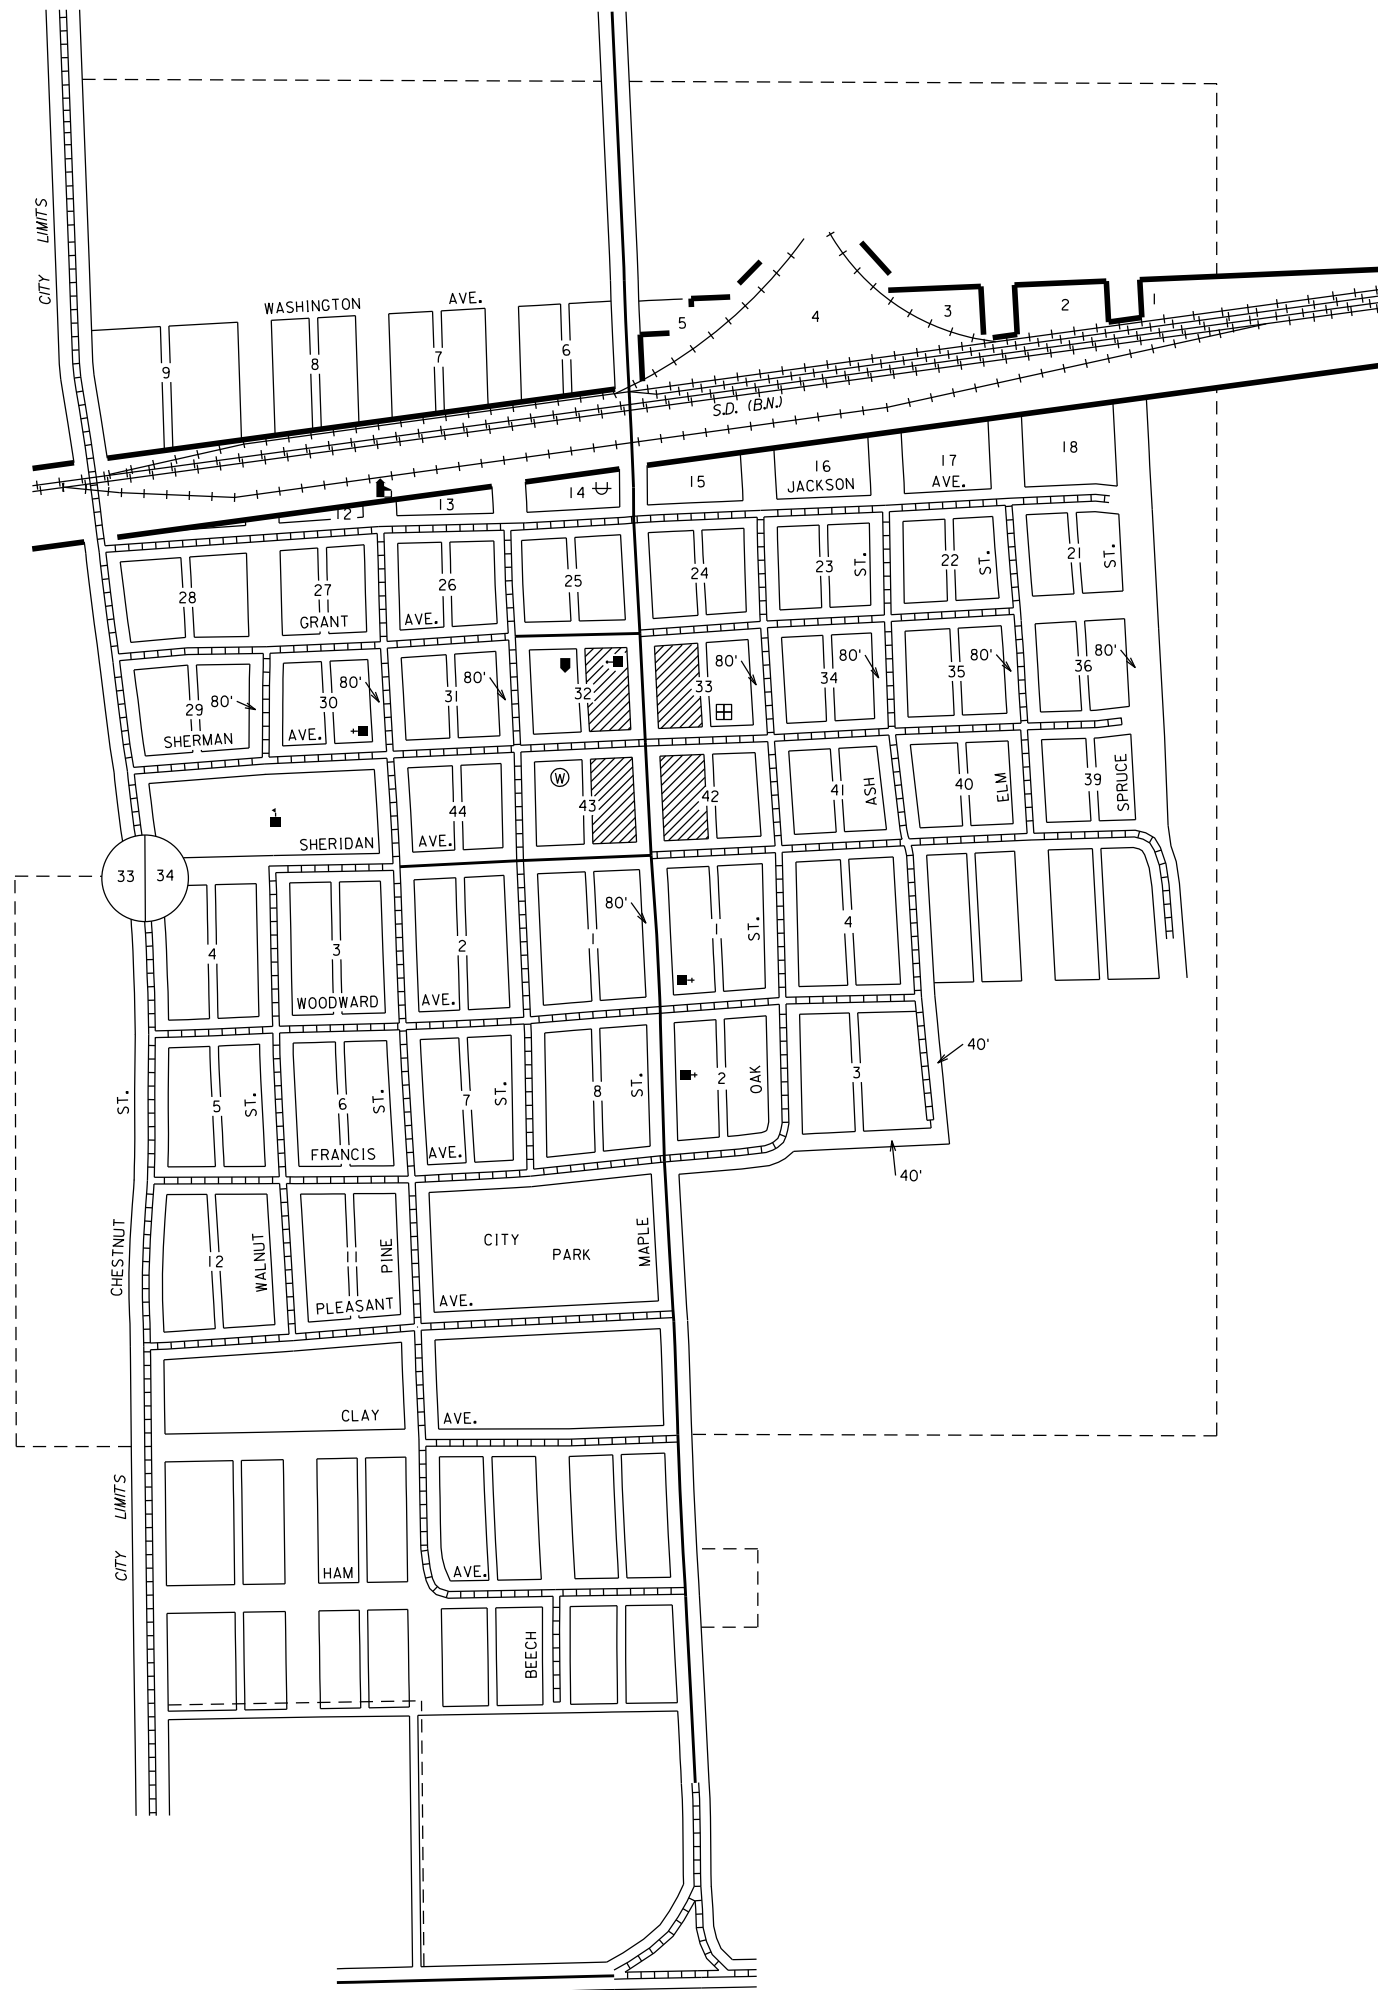 CITY LIMITS
WASHINGTON AVE.
9
8
7
6
5
4
3
2
1
S.D. (B.N.)
12
13
14
15
16
17
18
JACKSON AVE.
28
27
26
25
24
23
ST.
22
ST.
21
ST.
GRANT AVE.
29
80'
30
80'
31
80'
32
33
80'
34
80'
35
80'
36
80'
SHERMAN AVE.
44
W
43
42
41
ASH
40
ELM
39
SPRUCE
SHERIDAN AVE.
33
34
4
3
2
1
80'
1
ST.
4
WOODWARD AVE.
ST.
5
ST.
6
ST.
7
ST.
8
ST.
2
OAK
3
40'
40'
FRANCIS AVE.
CHESTNUT
12
WALNUT
11
PINE
CITY PARK
MAPLE
PLEASANT AVE.
CLAY AVE.
CITY LIMITS
HAM AVE.
BEECH